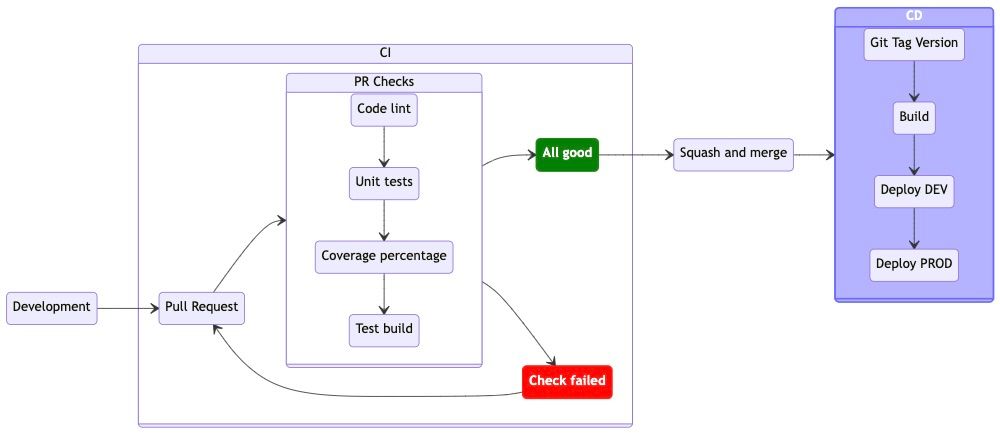 CD
Git Tag Version
Build
Deploy DEV
Deploy PROD
CI
PR Checks
Code lint
Unit tests
Coverage percentage
Test build
All good
Squash and merge
Development
Pull Request
Check failed